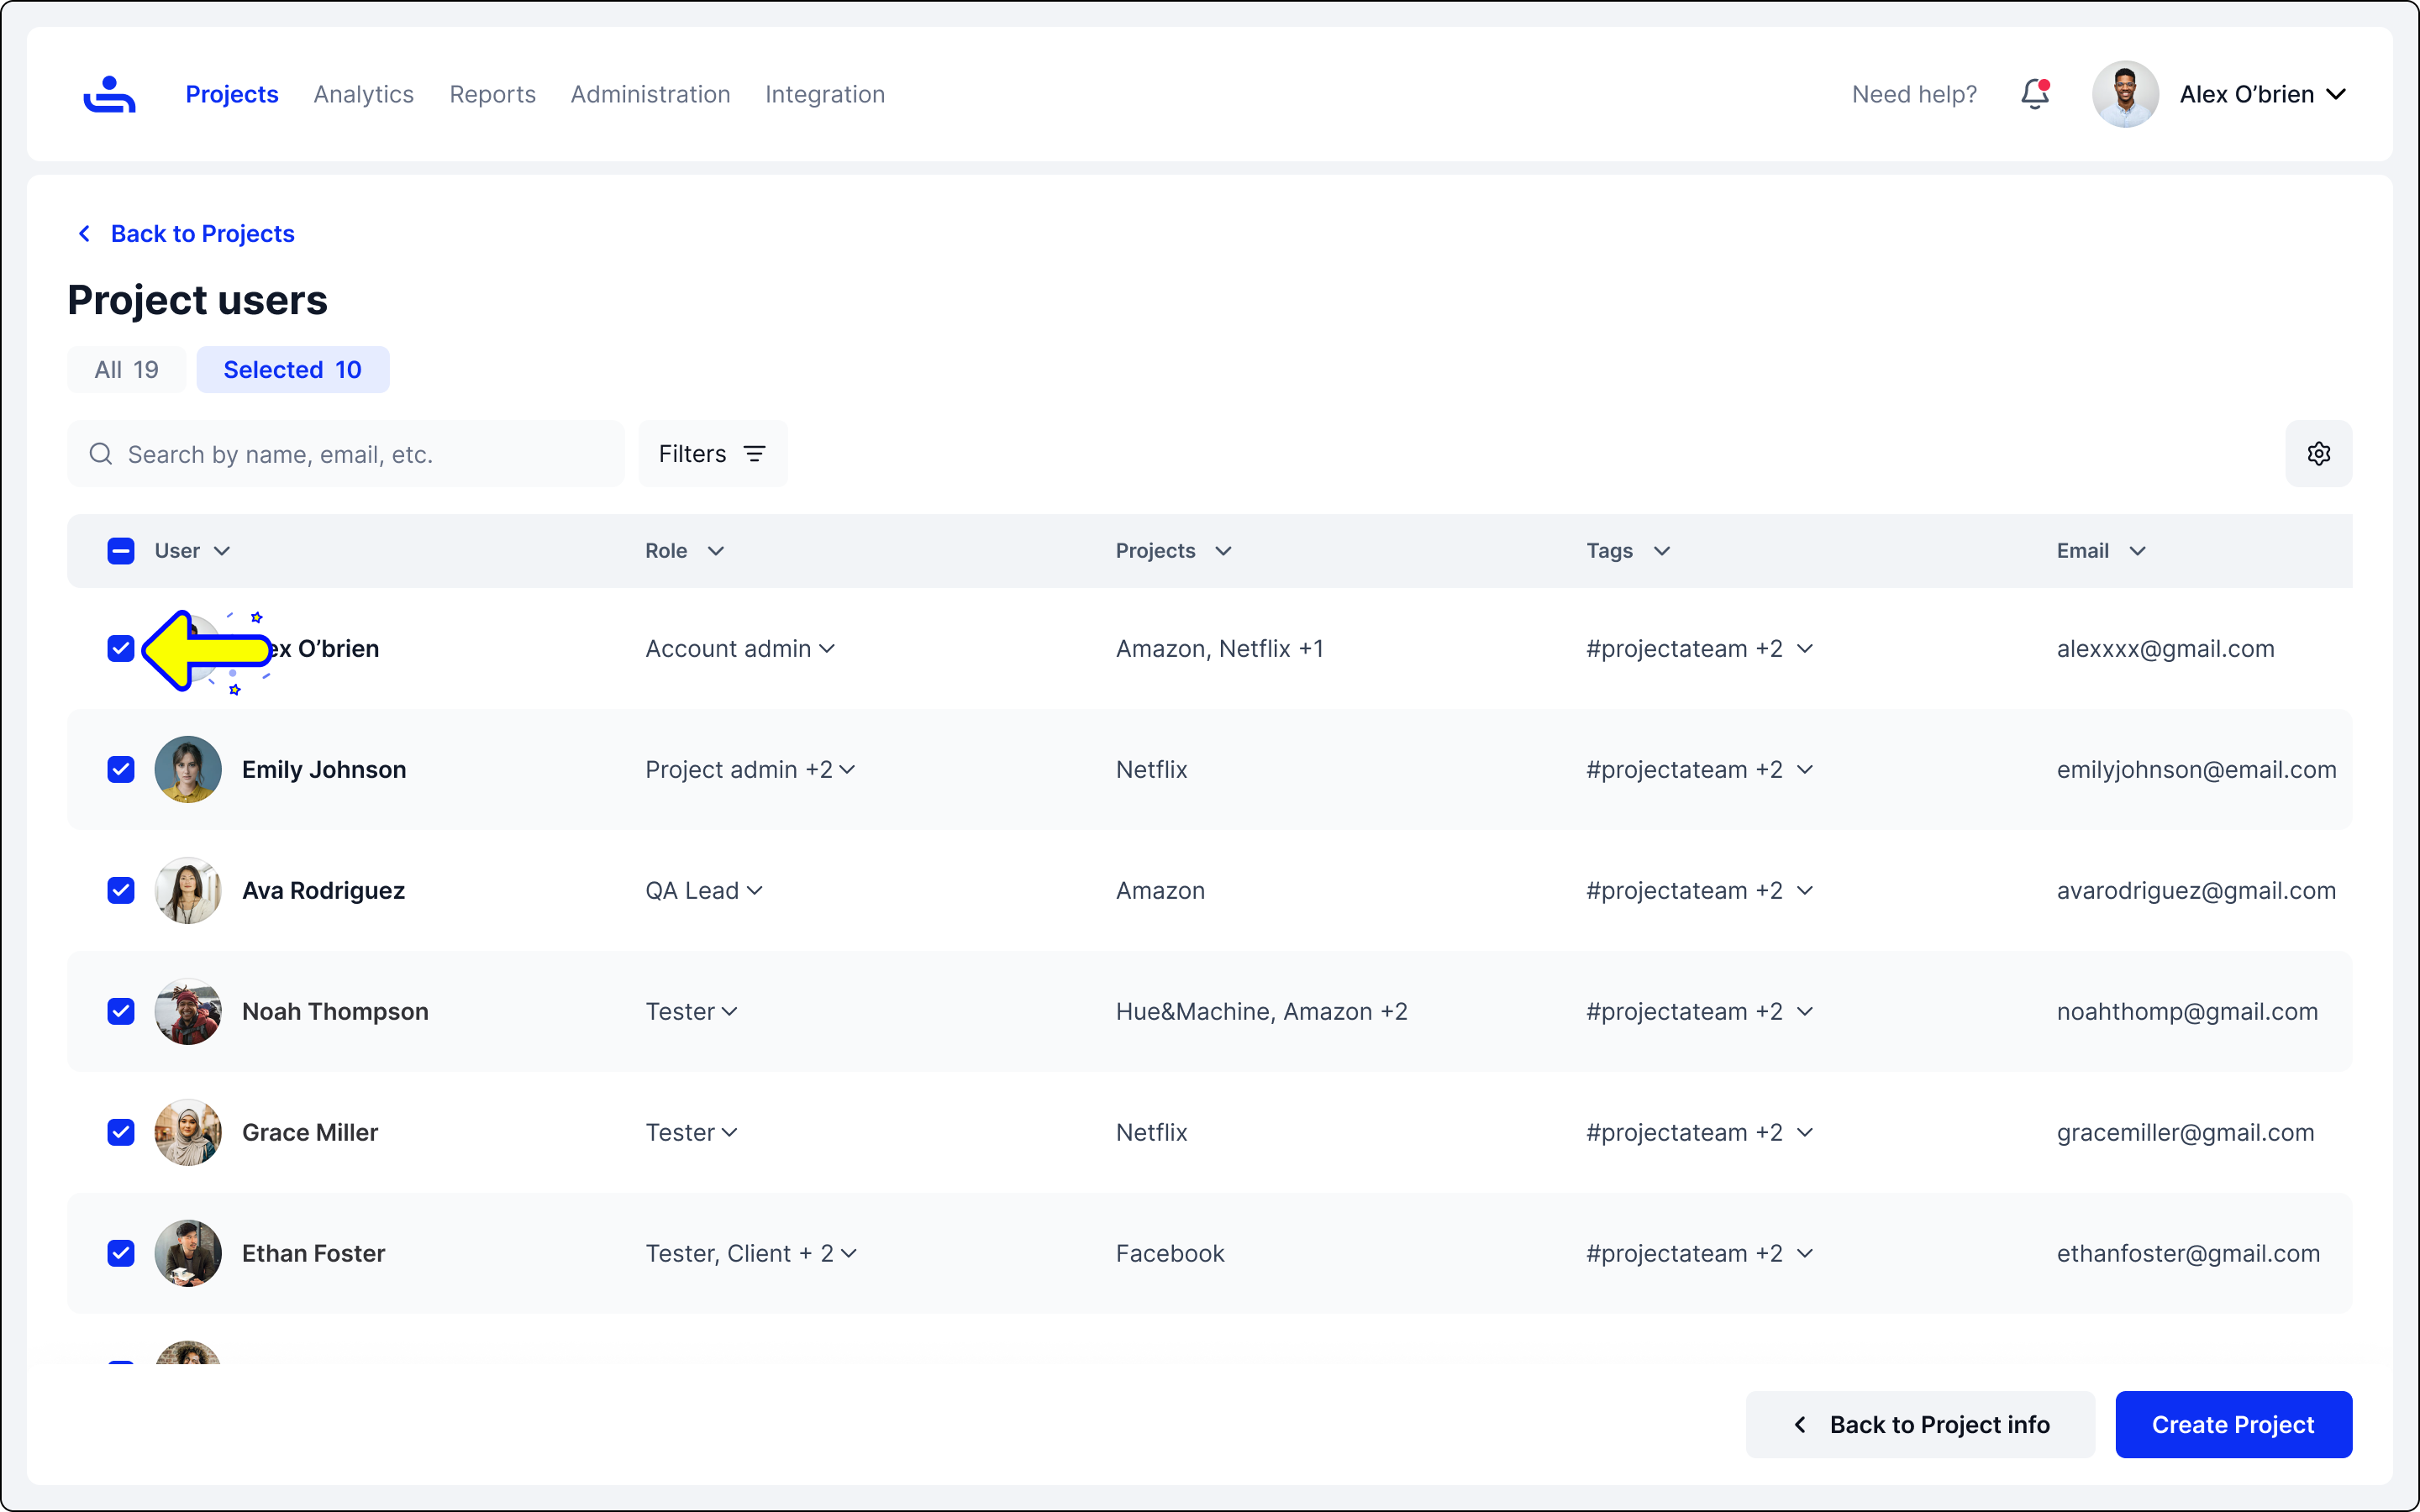 Projects Analytics Reports Administration Integration Need help? Alex O’brien
Back to Projects
Project users
All 19 Selected 10
Search by name, email, etc. Filters
User Role Projects Tags Email
O’brien Account admin Amazon, Netflix +1 #projectateam +2 alexxxx@gmail.com
Emily Johnson Project admin +2 Netflix #projectateam +2 emilyjohnson@email.com
Ava Rodriguez QA Lead Amazon #projectateam +2 avarodriguez@gmail.com
Noah Thompson Tester Hue&Machine, Amazon +2 #projectateam +2 noahthomp@gmail.com
Grace Miller Tester Netflix #projectateam +2 gracemiller@gmail.com
Ethan Foster Tester, Client + 2 Facebook #projectateam +2 ethanfoster@gmail.com
Back to Project info Create Project